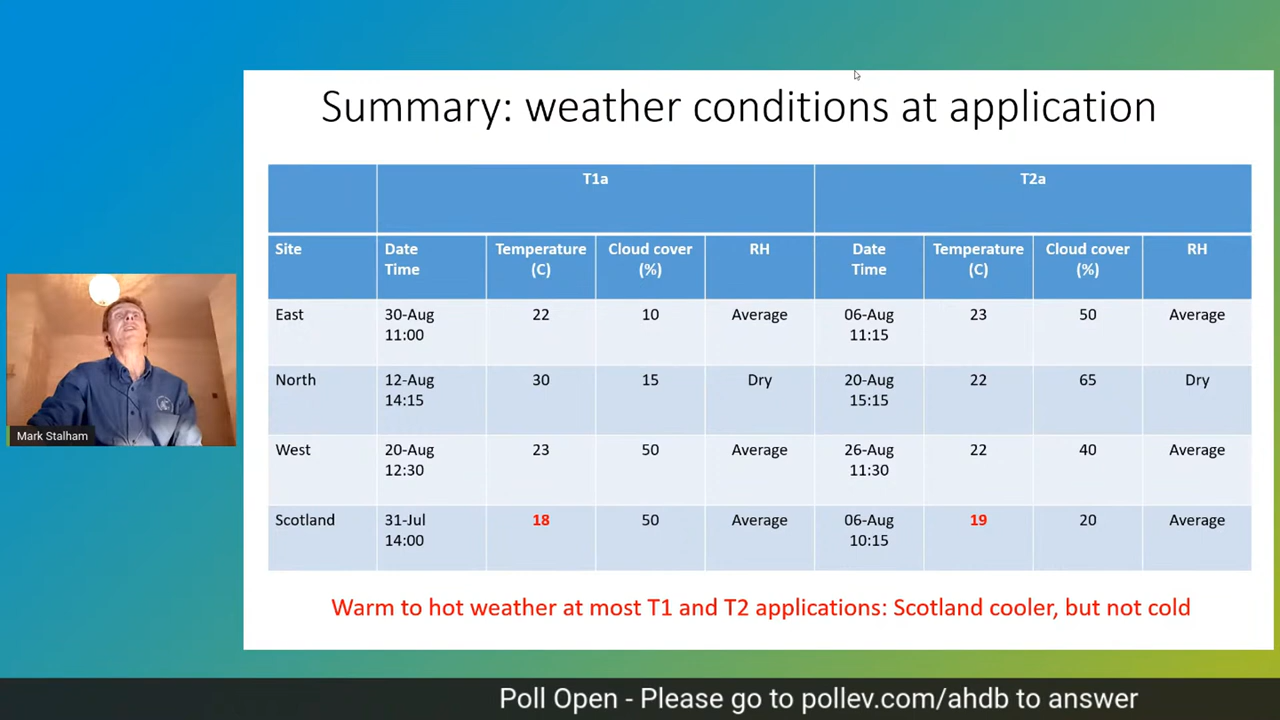 Summary: weather conditions at application
T1a T2a
Site Date Temperature Cloud cover RH Date Temperature Cloud cover RH
Time (C) (%) Time (C) (%)
East 30-Aug 22 10 Average 06-Aug 23 50 Average
11:00 11:15
North 12-Aug 30 15 Dry 20-Aug 22 65 Dry
14:15 15:15
West 20-Aug 23 50 Average 26-Aug 22 40 Average
12:30 11:30
Scotland 31-Jul 18 50 Average 06-Aug 19 20 Average
14:00 10:15
Warm to hot weather at most T1 and T2 applications: Scotland cooler, but not cold
Mark Stalham
Poll Open - Please go to pollev.com/ahdb to answer